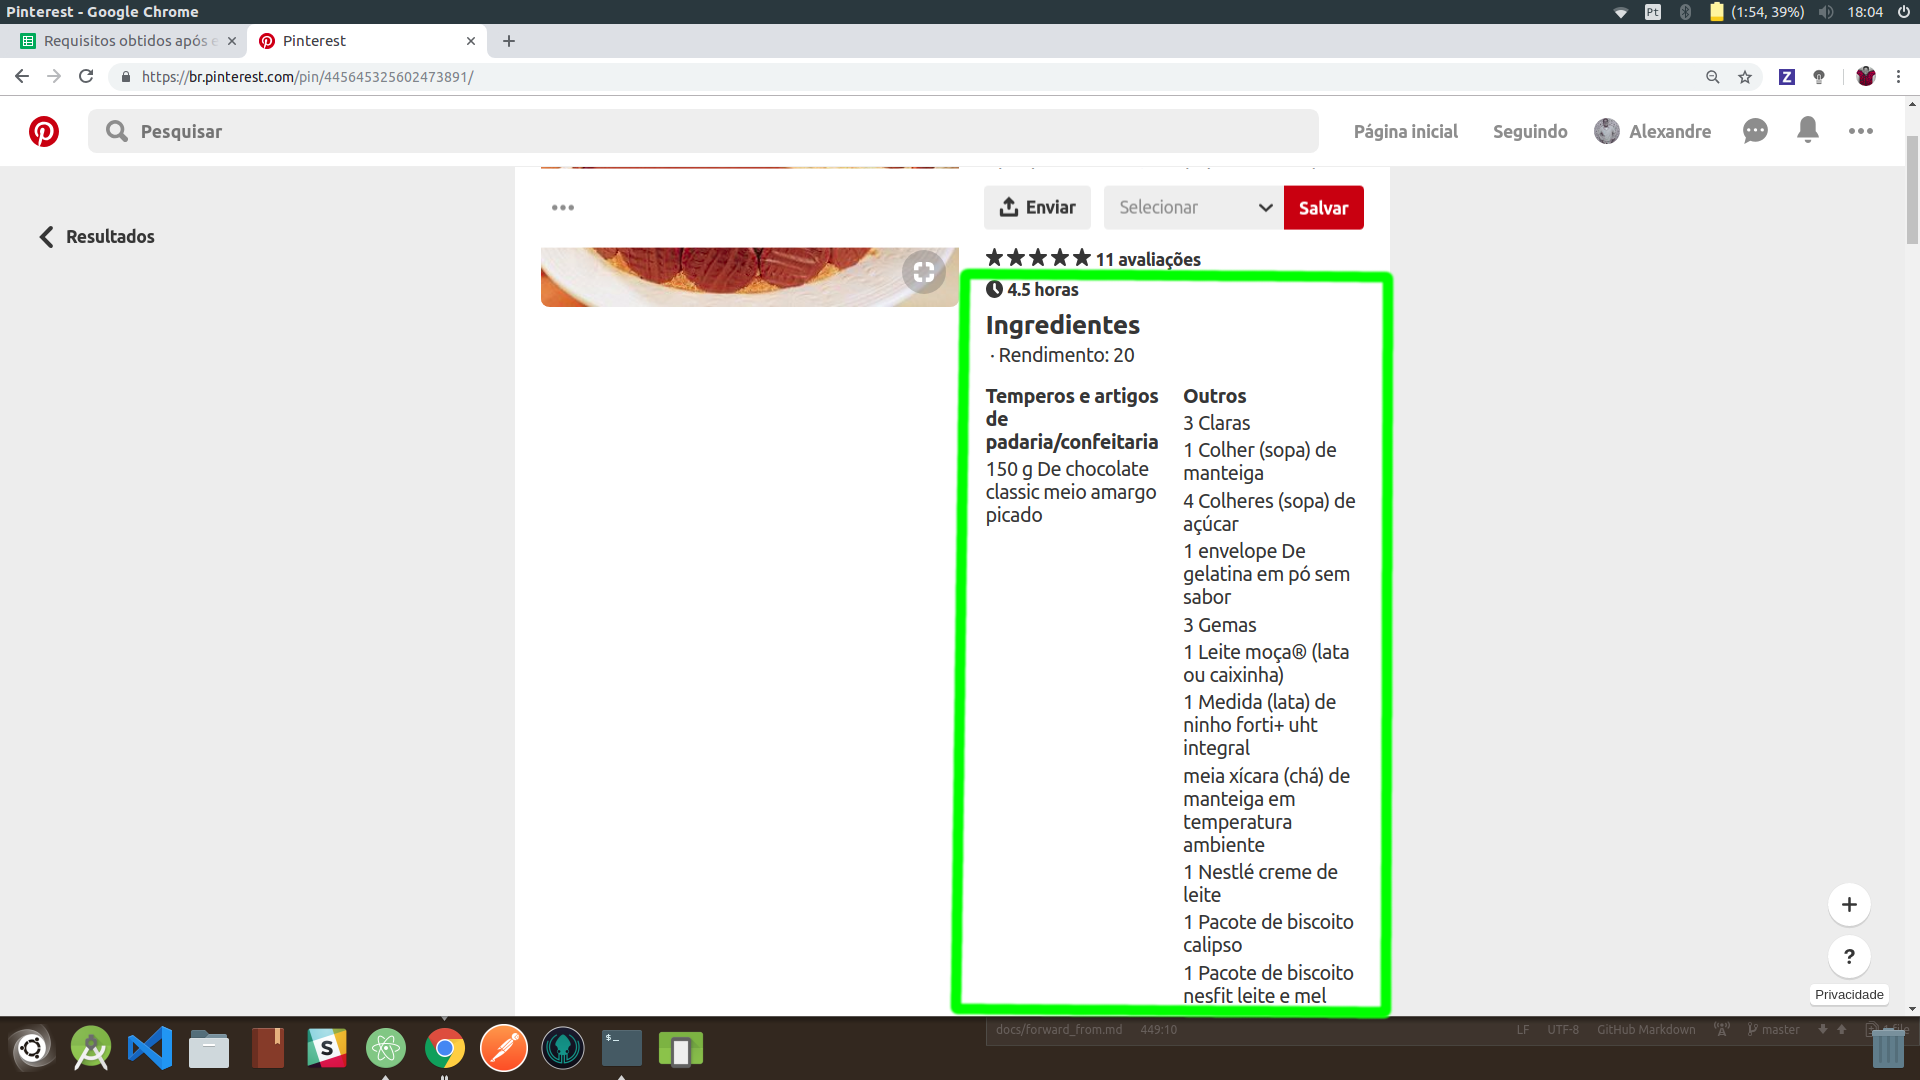 Pinterest - Google Chrome
Pt
(1:54, 39%)
18:04
Requisitos obtidos após e
Pinterest
https://br.pinterest.com/pin/445645325602473891/
Z
Pesquisar
Página inicial
Seguindo
Alexandre
Resultados
Enviar
Selecionar
Salvar
11 avaliações
4.5 horas
Ingredientes
· Rendimento: 20
Temperos e artigos
de
padaria/confeitaria
150 g De chocolate
classic meio amargo
picado
Outros
3 Claras
1 Colher (sopa) de
manteiga
4 Colheres (sopa) de
açúcar
1 envelope De
gelatina em pó sem
sabor
3 Gemas
1 Leite moça® (lata
ou caixinha)
1 Medida (lata) de
ninho forti+ uht
integral
meia xícara (chá) de
manteiga em
temperatura
ambiente
1 Nestlé creme de
leite
1 Pacote de biscoito
calipso
1 Pacote de biscoito
nesfit leite e mel
+
?
Privacidade
docs/forward_from.md 449:10
LF UTF-8 GitHub Markdown master
S
$_